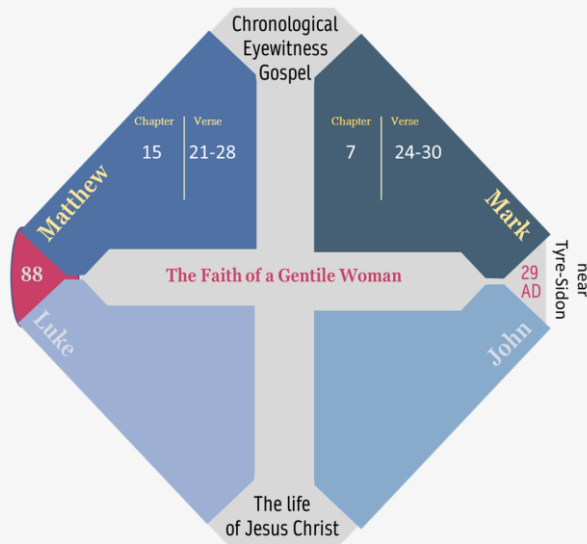 Chronological
Eyewitness
Gospel
Chapter Verse
15 21-28
Matthew
Chapter Verse
7 24-30
Mark
88
The Faith of a Gentile Woman
29
AD
near
Tyre-Sidon
Luke
John
The life
of Jesus Christ